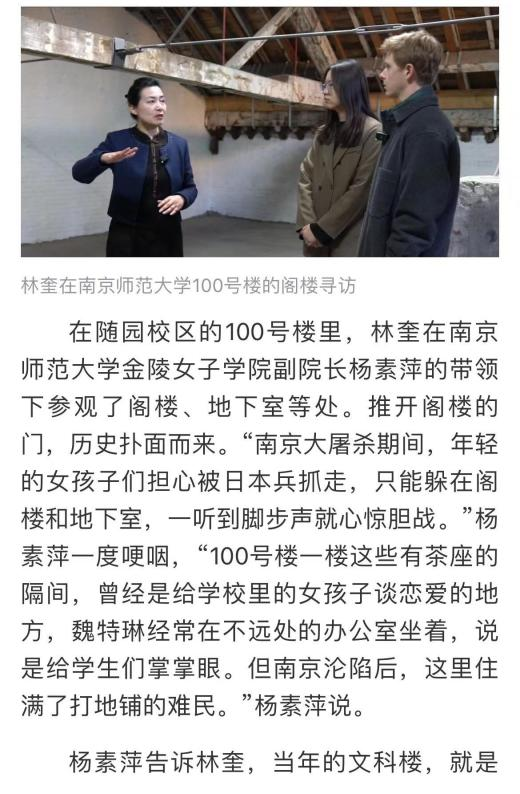 林奎在南京师范大学100号楼的阁楼寻访
在随园校区的100号楼里，林奎在南京
师范大学金陵女子学院副院长杨素萍的带领
下参观了阁楼、地下室等处。推开阁楼的
门，历史扑面而来。“南京大屠杀期间，年轻
的女孩子们担心被日本兵抓走，只能躲在阁
楼和地下室，一听到脚步声就心惊胆战。”杨
素萍一度哽咽，“100号楼一楼这些有茶座的
隔间，曾经是给学校里的女孩子谈恋爱的地
方，魏特琳经常在不远处的办公室坐着，说
是给学生们掌掌眼。但南京沦陷后，这里住
满了打地铺的难民。”杨素萍说。
杨素萍告诉林奎，当年的文科楼，就是